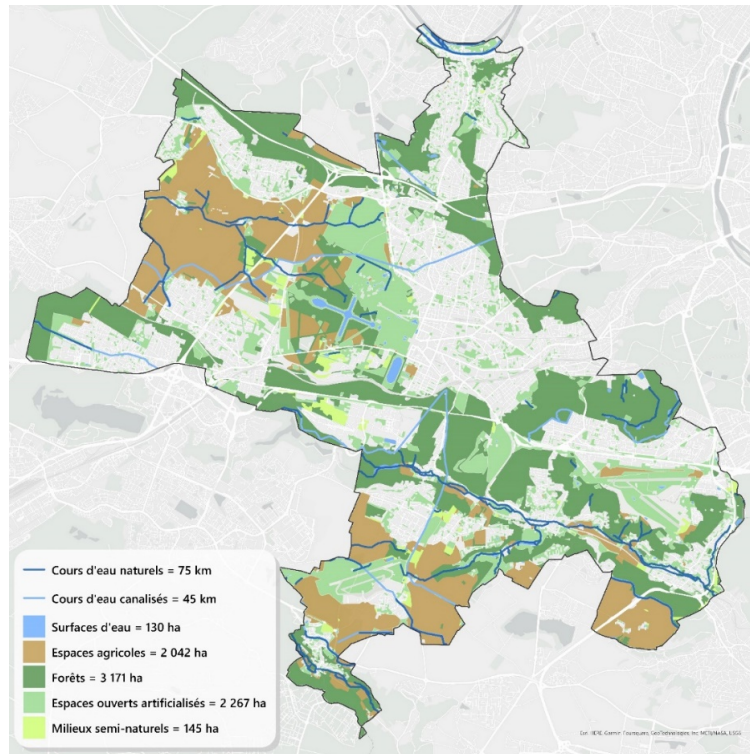 Cours d'eau naturels = 75 km
Cours d'eau canalisés = 45 km
Surfaces d'eau = 130 ha
Espaces agricoles = 2 042 ha
Forêts = 3 171 ha
Espaces ouverts artificialisés = 2 267 ha
Milieux semi-naturels = 145 ha